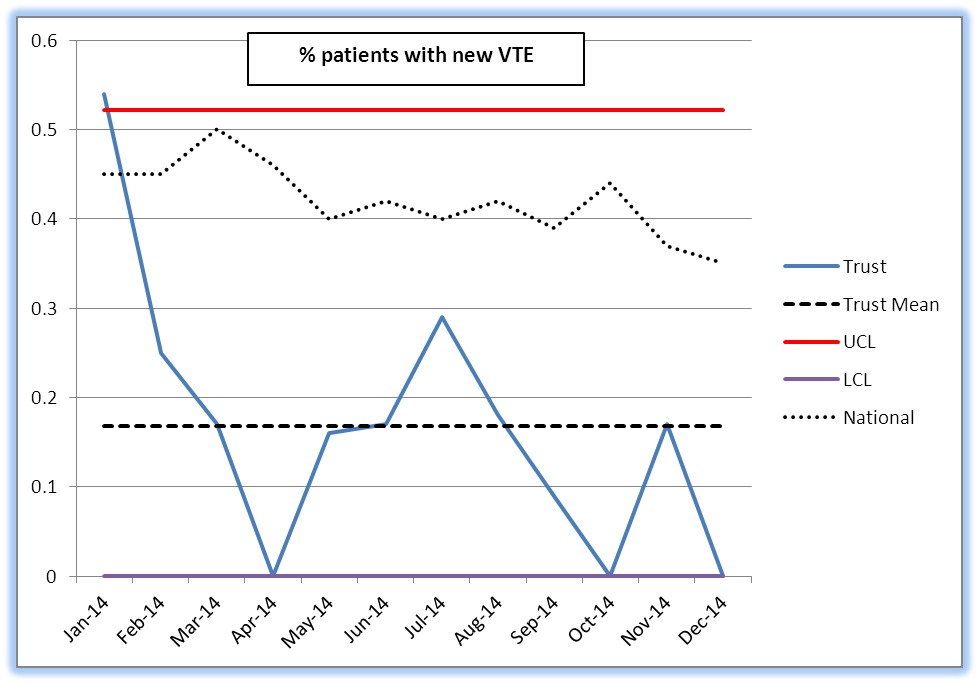 % patients with new VTE
0.6
0.5
0.4
0.3
0.2
0.1
0
Jan-14
Feb-14
Mar-14
Apr-14
May-14
Jun-14
Jul-14
Aug-14
Sep-14
Oct-14
Nov-14
Dec-14
Trust
Trust Mean
UCL
LCL
National